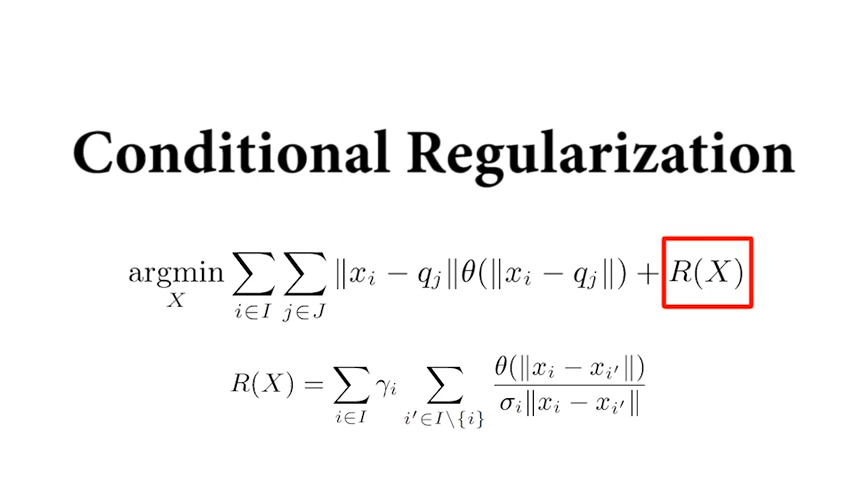 Conditional Regularization
argmin_X ∑_{i∈I} ∑_{j∈J} ‖x_i − q_j‖θ(‖x_i − q_j‖) + R(X)
R(X) = ∑_{i∈I} γ_i ∑_{i′∈I\{i}} θ(‖x_i − x_{i′}‖) / σ_i‖x_i − x_{i′}‖